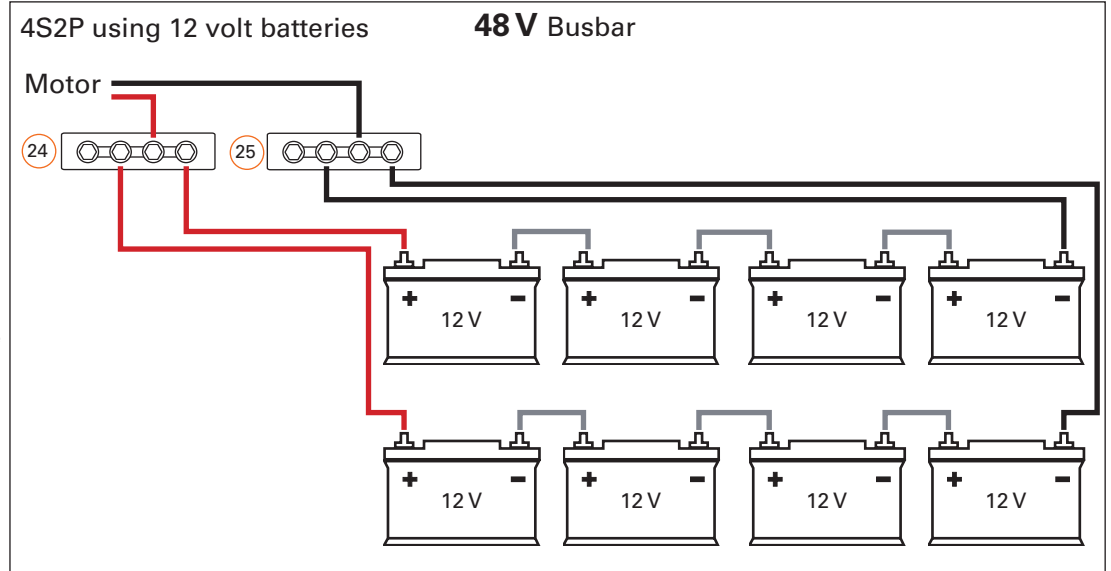 4S2P using 12 volt batteries 48 V Busbar
Motor
24 25
+ - + - + - + -
12 V 12 V 12 V 12 V
+ - + - + - + -
12 V 12 V 12 V 12 V